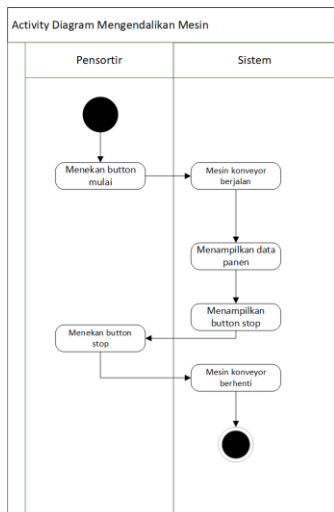 Activity Diagram Mengendalikan Mesin
Pensortir
Sistem
Menekan button
mulai
Mesin konveyor
berjalan
Menampilkan data
panen
Menampilkan
button stop
Menekan button
stop
Mesin konveyor
berhenti